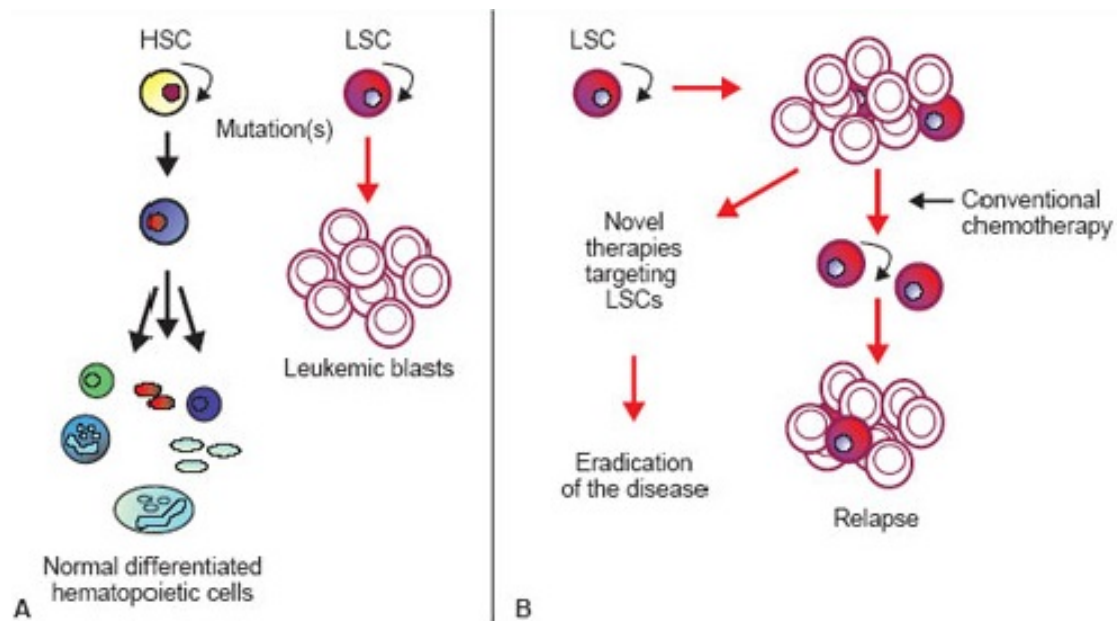 HSC
LSC
Mutation(s)
Leukemic blasts
Normal differentiated
hematopoietic cells
A
LSC
Conventional
chemotherapy
Novel
therapies
targeting
LSCs
Eradication
of the disease
Relapse
B